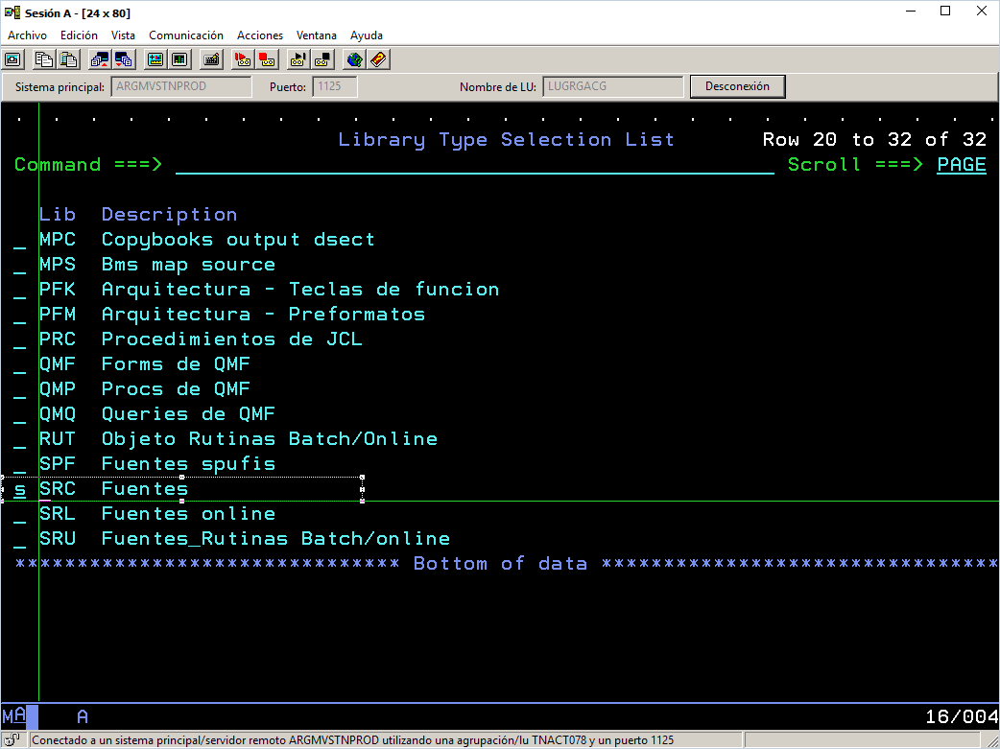 Sesión A - [24 x 80]
Archivo Edición Vista Comunicación Acciones Ventana Ayuda
Sistema principal: ARGMVSTNPROD Puerto: 1125 Nombre de LU: LUGRGACG Desconexión
. . . . . . . . . . . . . . . . . . . . . . . . . . .
Library Type Selection List Row 20 to 32 of 32
Command ===> Scroll ===> PAGE
Lib Description
_ MPC Copybooks output dsect
_ MPS Bms map source
_ PFK Arquitectura - Teclas de funcion
_ PFM Arquitectura - Preformatos
_ PRC Procedimientos de JCL
_ QMF Forms de QMF
_ QMP Procs de QMF
_ QMQ Queries de QMF
_ RUT Objeto Rutinas Batch/Online
_ SPF Fuentes spufis
s SRC Fuentes
_ SRL Fuentes online
_ SRU Fuentes_Rutinas Batch/online
******************************* Bottom of data ********************************
MA A 16/004
Conectado a un sistema principal/servidor remoto ARGMVSTNPROD utilizando una agrupación/lu TNACT078 y un puerto 1125